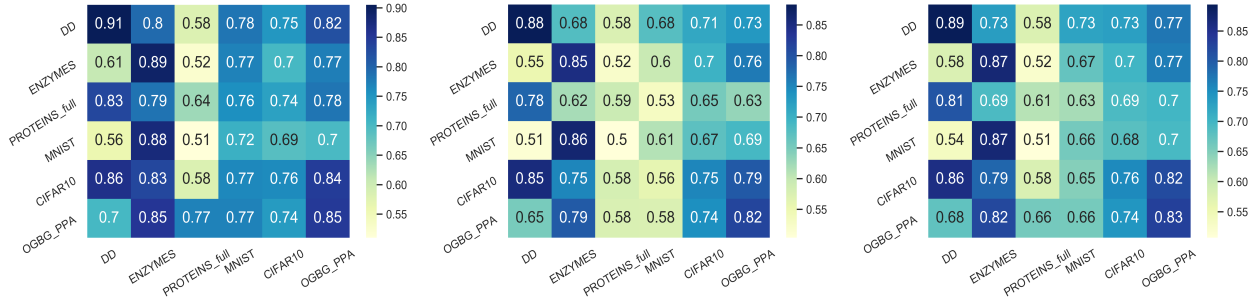 DD 0.91 0.8 0.58 0.78 0.75 0.82
ENZYMES 0.61 0.89 0.52 0.77 0.7 0.77
PROTEINS_full 0.83 0.79 0.64 0.76 0.74 0.78
MNIST 0.56 0.88 0.51 0.72 0.69 0.7
CIFAR10 0.86 0.83 0.58 0.77 0.76 0.84
OGBG_PPA 0.7 0.85 0.77 0.77 0.74 0.85
DD ENZYMES PROTEINS_full MNIST CIFAR10 OGBG_PPA
0.90
0.85
0.80
0.75
0.70
0.65
0.60
0.55
DD 0.88 0.68 0.58 0.68 0.71 0.73
ENZYMES 0.55 0.85 0.52 0.6 0.7 0.76
PROTEINS_full 0.78 0.62 0.59 0.53 0.65 0.63
MNIST 0.51 0.86 0.5 0.61 0.67 0.69
CIFAR10 0.85 0.75 0.58 0.56 0.75 0.79
OGBG_PPA 0.65 0.79 0.58 0.58 0.74 0.82
DD ENZYMES PROTEINS_full MNIST CIFAR10 OGBG_PPA
0.85
0.80
0.75
0.70
0.65
0.60
0.55
DD 0.89 0.73 0.58 0.73 0.73 0.77
ENZYMES 0.58 0.87 0.52 0.67 0.7 0.77
PROTEINS_full 0.81 0.69 0.61 0.63 0.69 0.7
MNIST 0.54 0.87 0.51 0.66 0.68 0.7
CIFAR10 0.86 0.79 0.58 0.65 0.76 0.82
OGBG_PPA 0.68 0.82 0.66 0.66 0.74 0.83
DD ENZYMES PROTEINS_full MNIST CIFAR10 OGBG_PPA
0.85
0.80
0.75
0.70
0.65
0.60
0.55